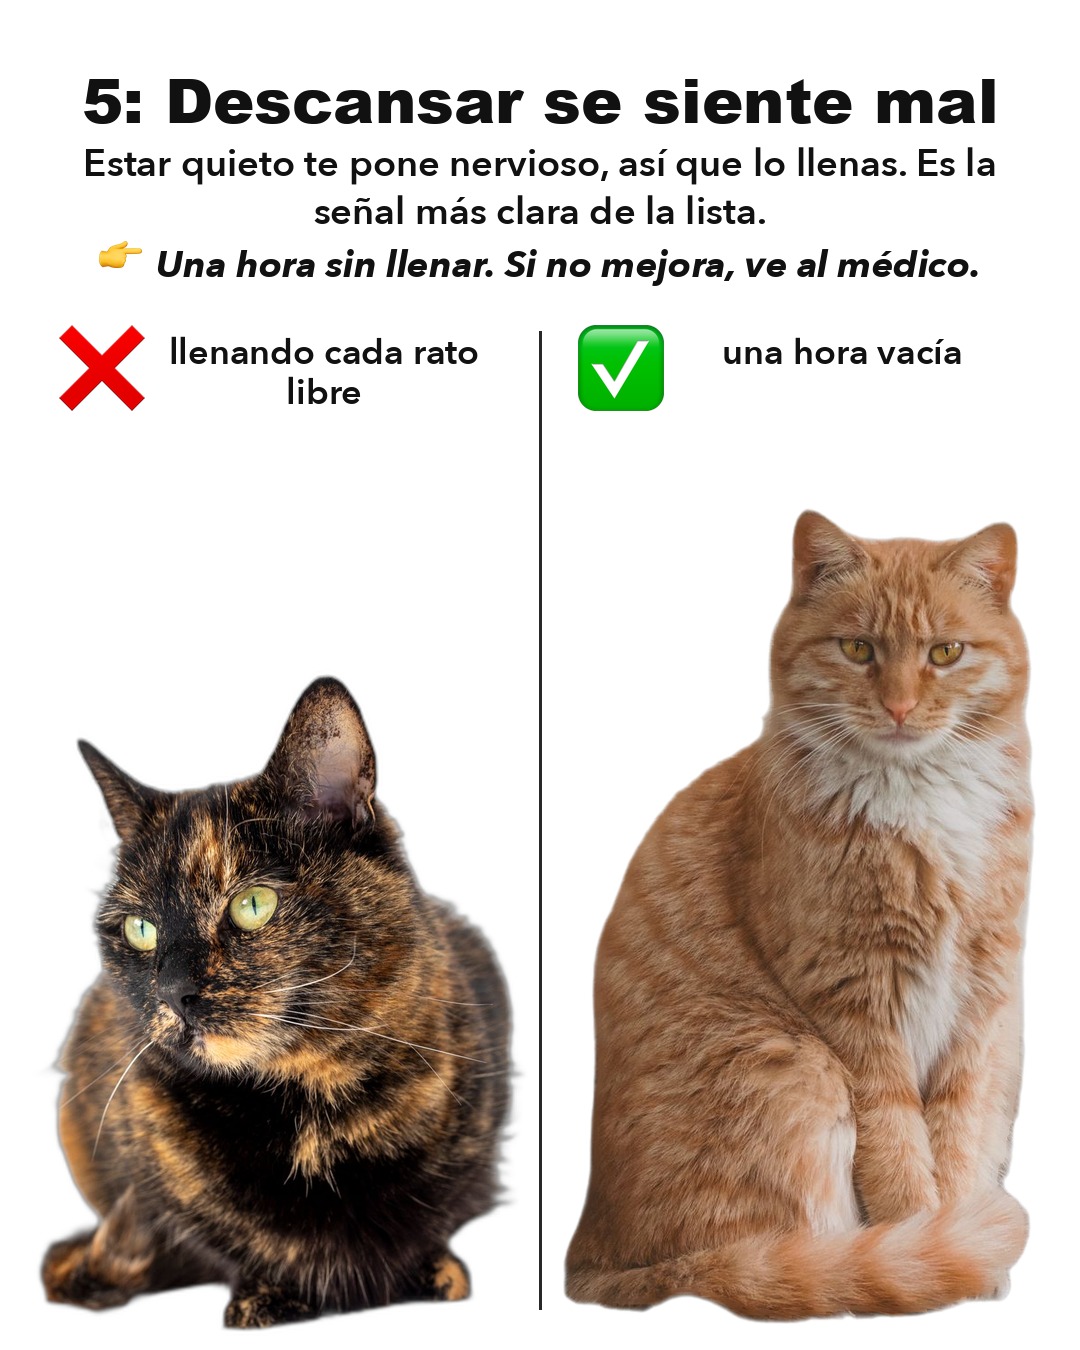 5: Descansar se siente mal
Estar quieto te pone nervioso, así que lo llenas. Es la
señal más clara de la lista.
👉 Una hora sin llenar. Si no mejora, ve al médico.
❌ llenando cada rato
libre
✅ una hora vacía